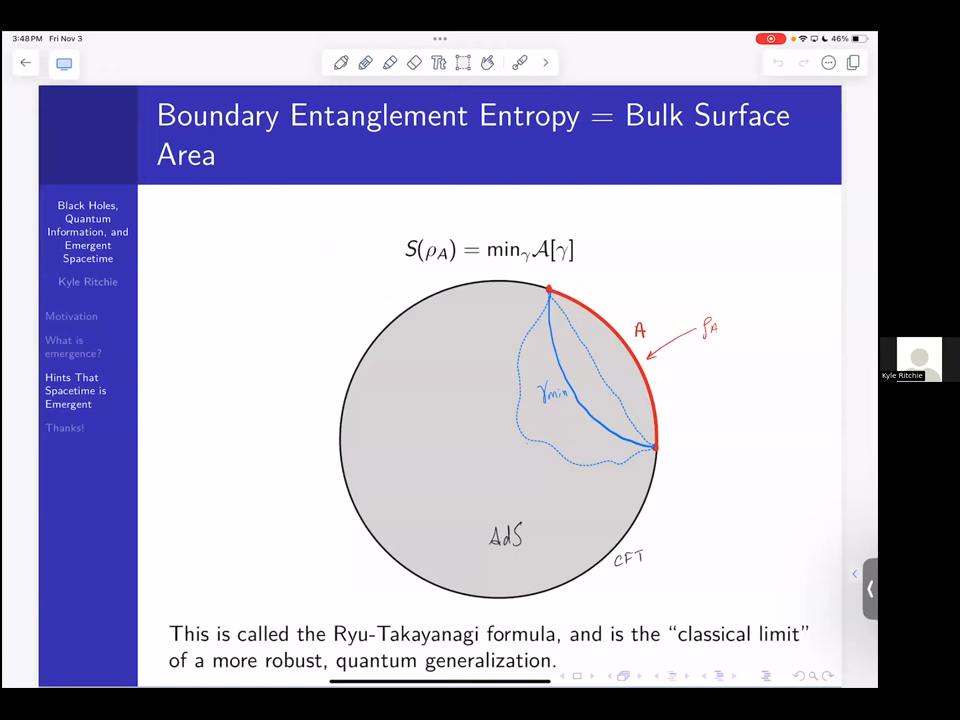 3:48 PM Fri Nov 3
46%
Boundary Entanglement Entropy = Bulk Surface
Area
Black Holes,
Quantum
Information, and
Emergent
Spacetime
Kyle Ritchie
Motivation
What is
emergence?
Hints That
Spacetime is
Emergent
Thanks!
S(ρ_A) = min_γ 𝒜[γ]
A
ρ_A
γ_min
AdS
CFT
This is called the Ryu-Takayanagi formula, and is the “classical limit”
of a more robust, quantum generalization.
Kyle Ritchie